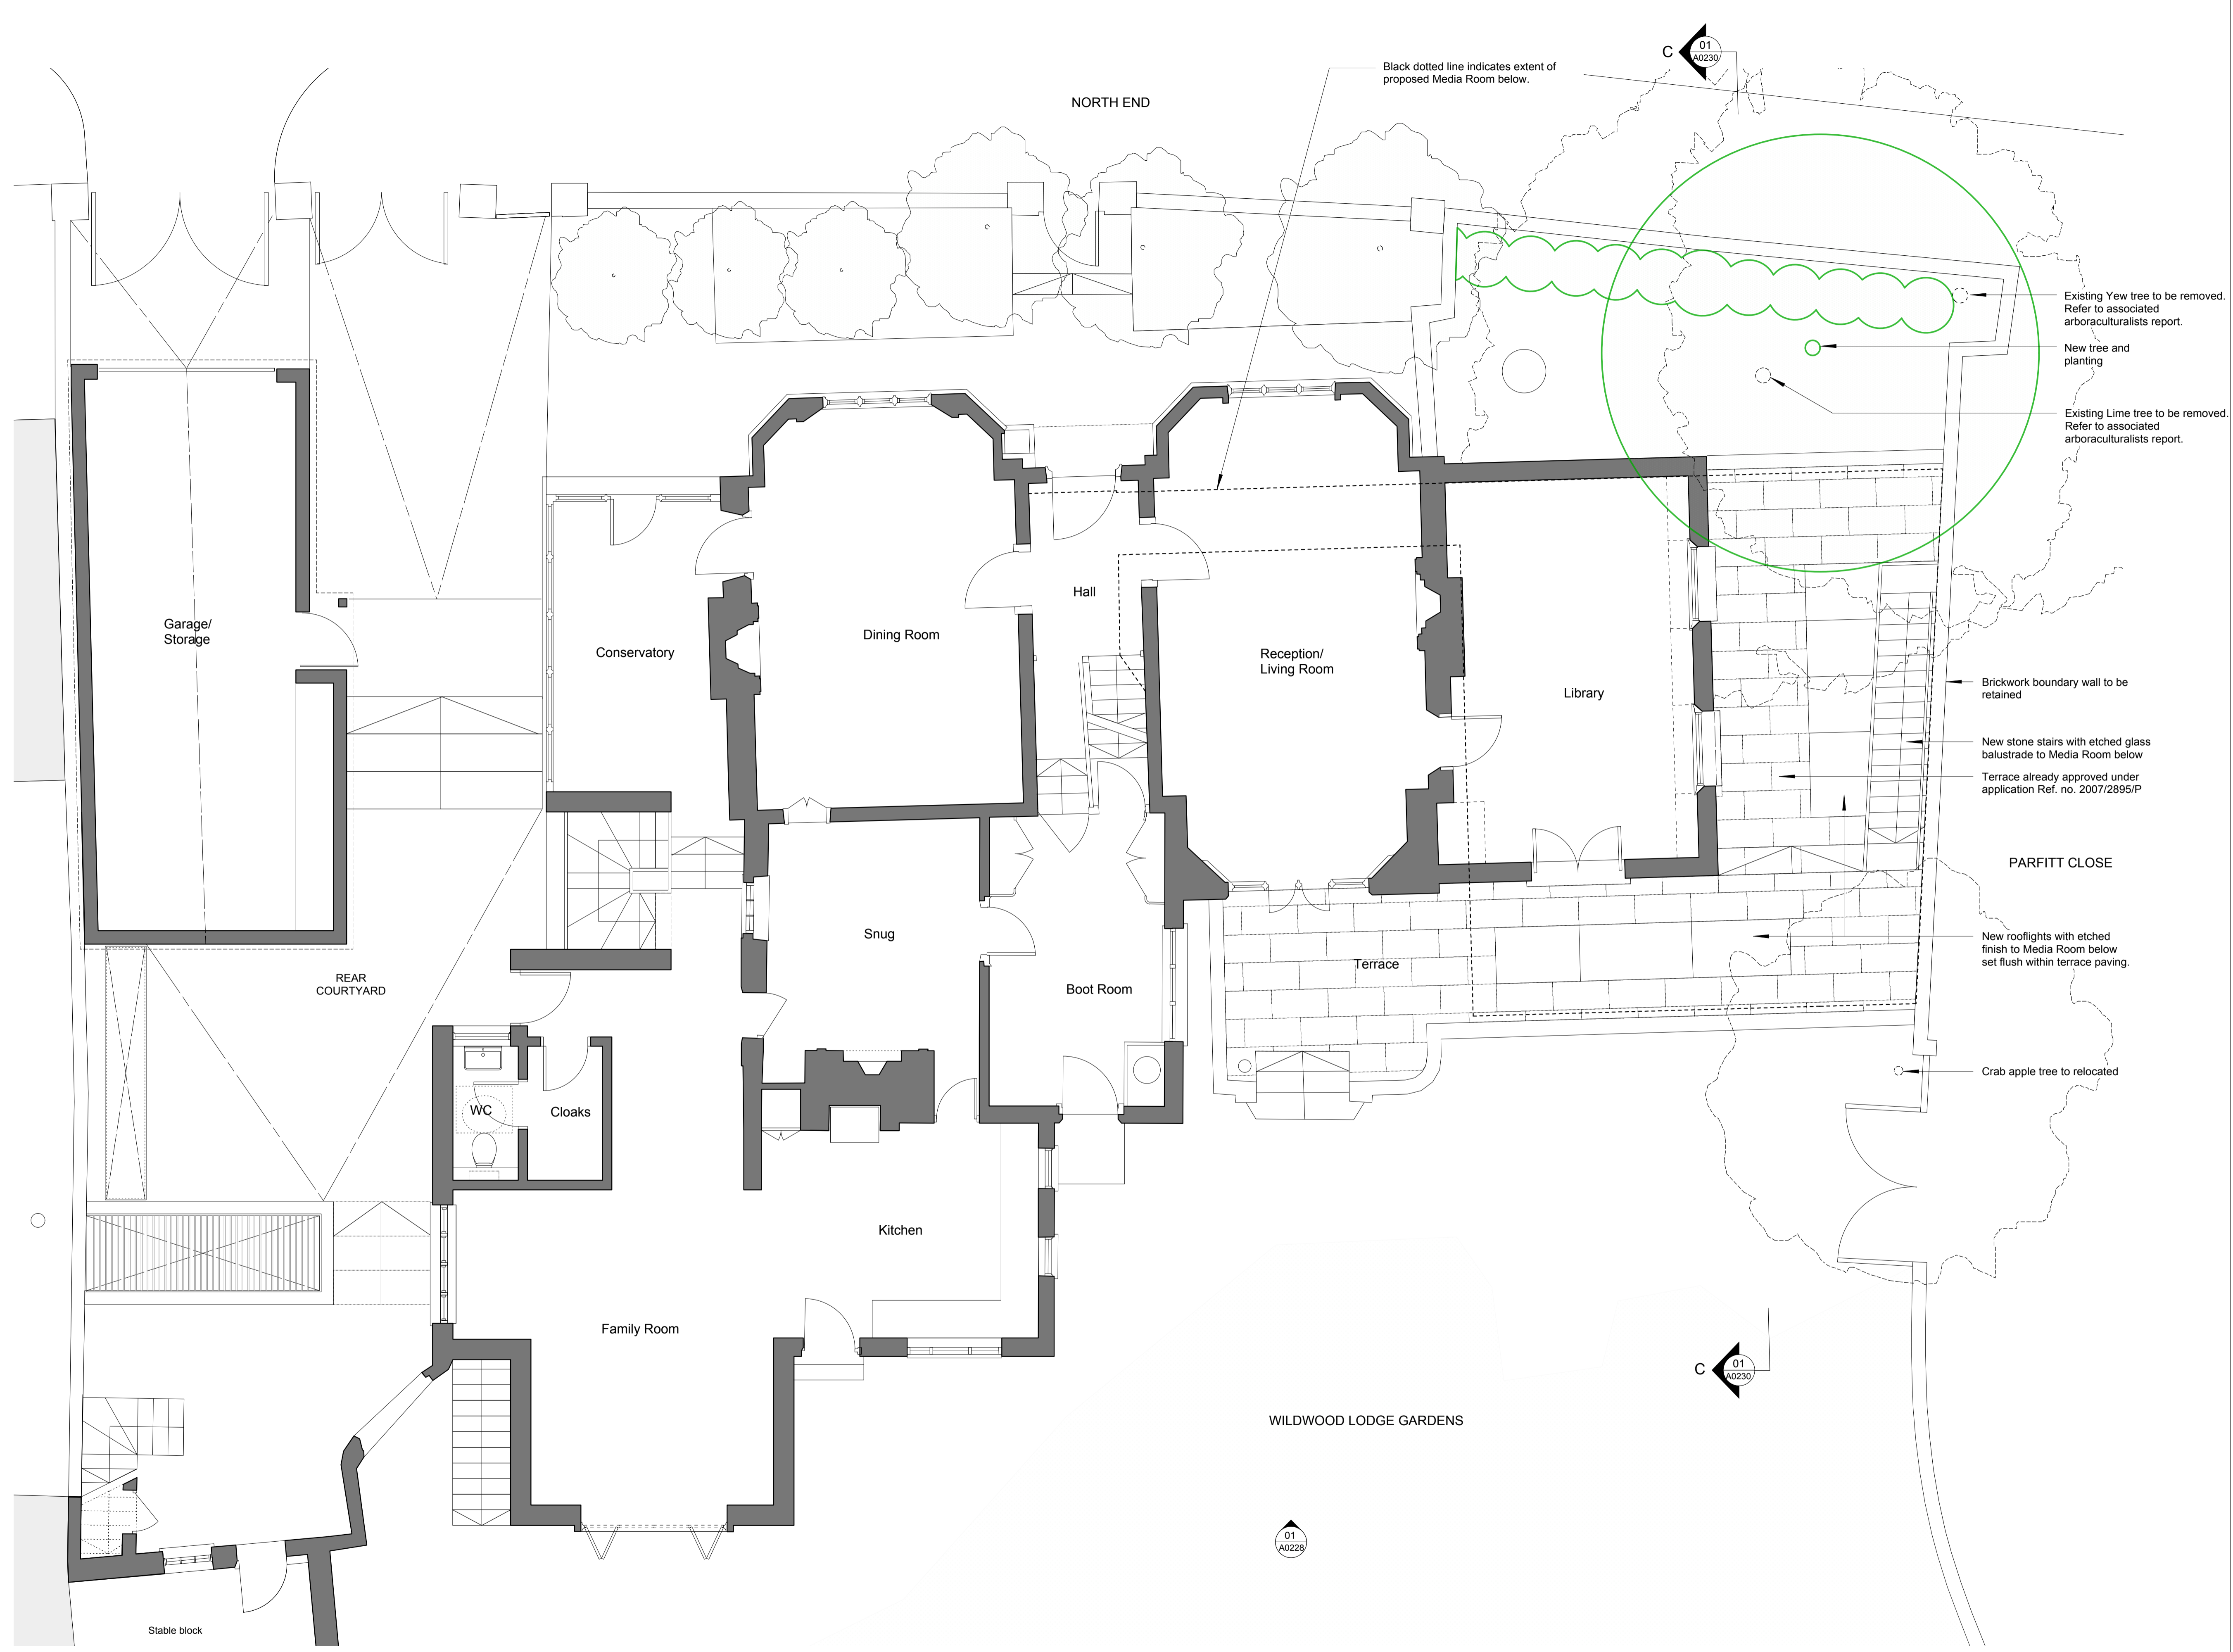 C
01
A0230
Black dotted line indicates extent of
proposed Media Room below.
NORTH END
Existing Yew tree to be removed.
Refer to associated
arboraculturalists report.
New tree and
planting
Existing Lime tree to be removed.
Refer to associated
arboraculturalists report.
Garage/
Storage
Conservatory
Dining Room
Hall
Reception/
Living Room
Library
Brickwork boundary wall to be
retained
New stone stairs with etched glass
balustrade to Media Room below
Terrace already approved under
application Ref. no. 2007/2895/P
PARFITT CLOSE
New rooflights with etched
finish to Media Room below
set flush within terrace paving.
Snug
Terrace
REAR
COURTYARD
Boot Room
Crab apple tree to relocated
WC
Cloaks
Kitchen
Family Room
C
01
A0230
WILDWOOD LODGE GARDENS
01
A0228
Stable block